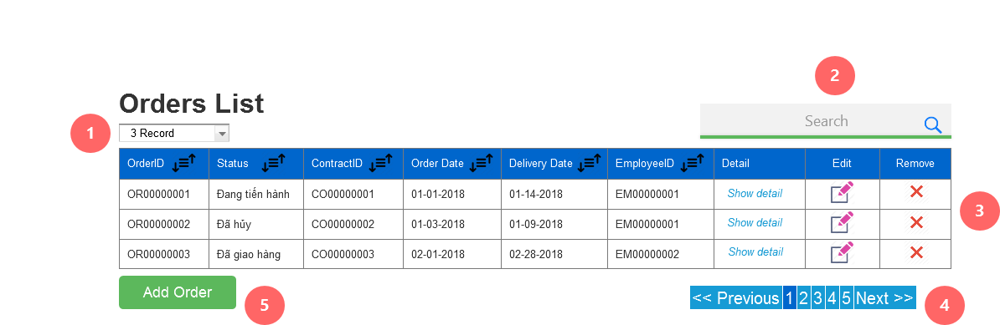 2
Orders List
1
3 Record
Search
OrderID Status ContractID Order Date Delivery Date EmployeeID Detail Edit Remove
OR00000001 Đang tiến hành CO00000001 01-01-2018 01-14-2018 EM00000001 Show detail
3
OR00000002 Đã hủy CO00000002 01-03-2018 01-09-2018 EM00000001 Show detail
OR00000003 Đã giao hàng CO00000003 02-01-2018 02-28-2018 EM00000002 Show detail
Add Order
5
<< Previous 1 2 3 4 5 Next >>
4